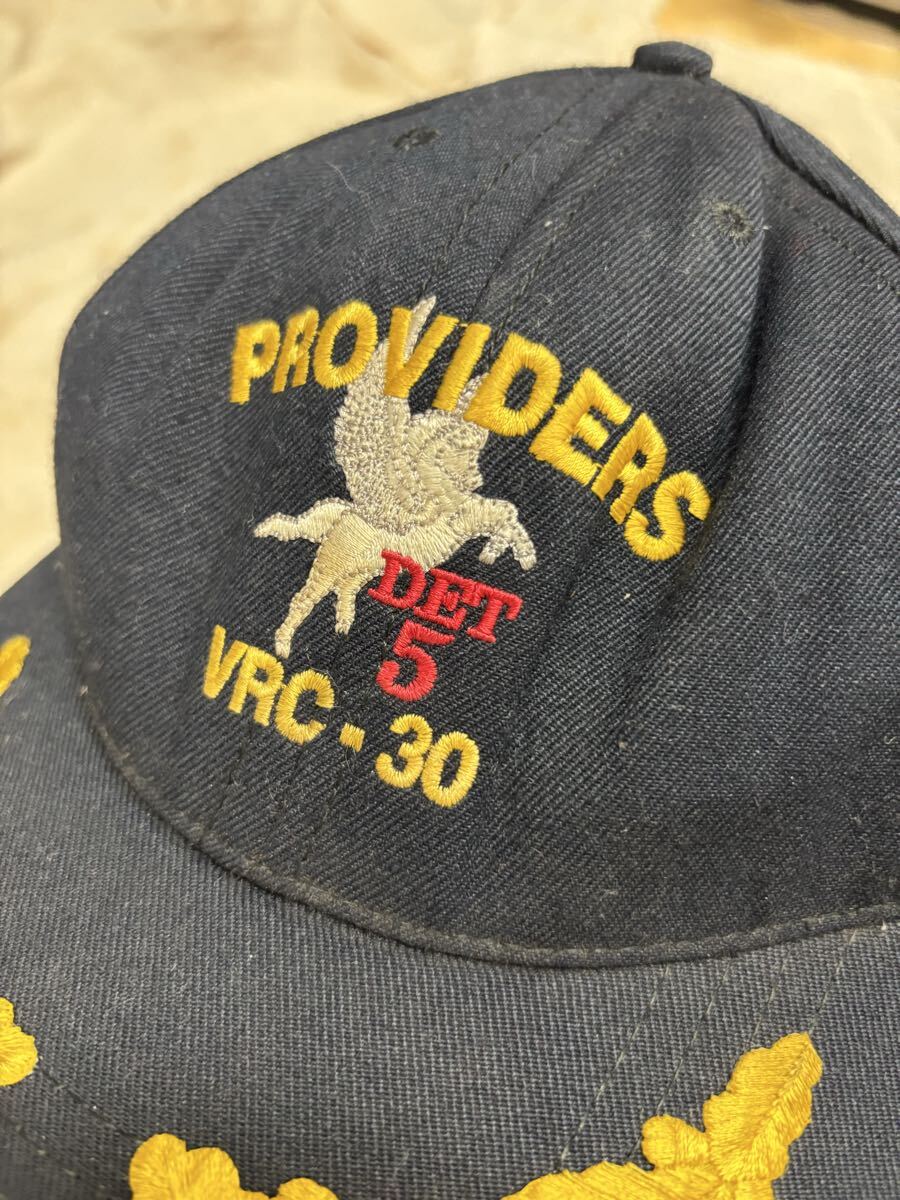 PROVIDERS
DET
5
VRC - 30